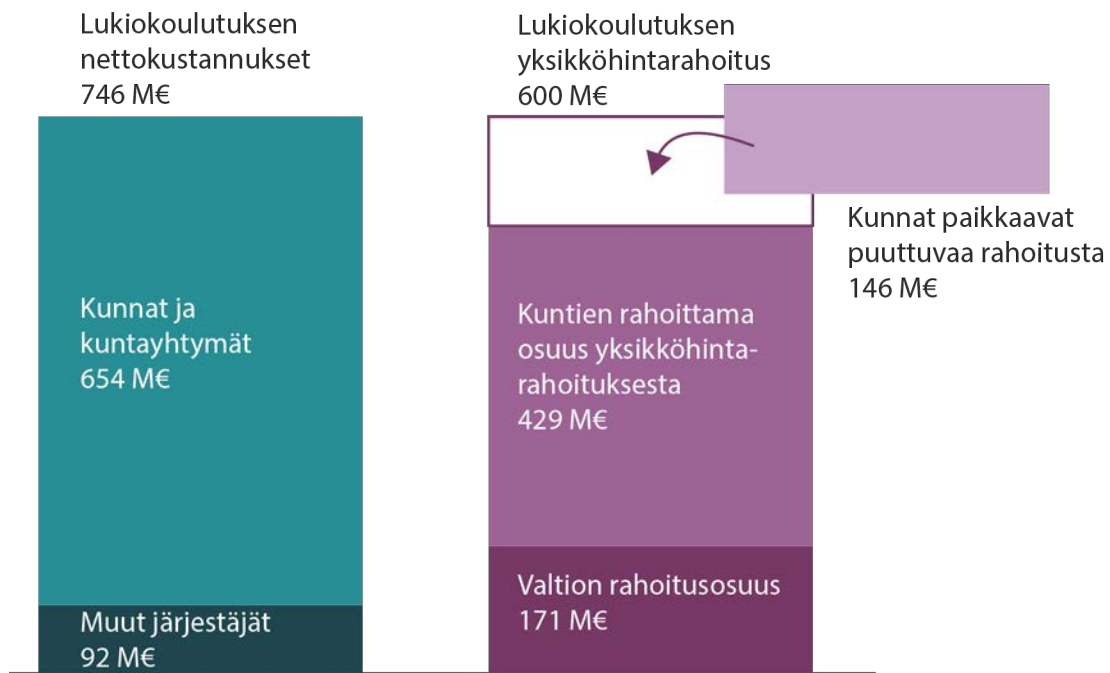 Lukiokoulutuksen
nettokustannukset
746 M€
Kunnat ja
kuntayhtymät
654 M€
Muut järjestäjät
92 M€
Lukiokoulutuksen
yksikköhintarahoitus
600 M€
Kunnat paikkaavat
puuttuvaa rahoitusta
146 M€
Kuntien rahoittama
osuus yksikköhinta-
rahoituksesta
429 M€
Valtion rahoitusosuus
171 M€